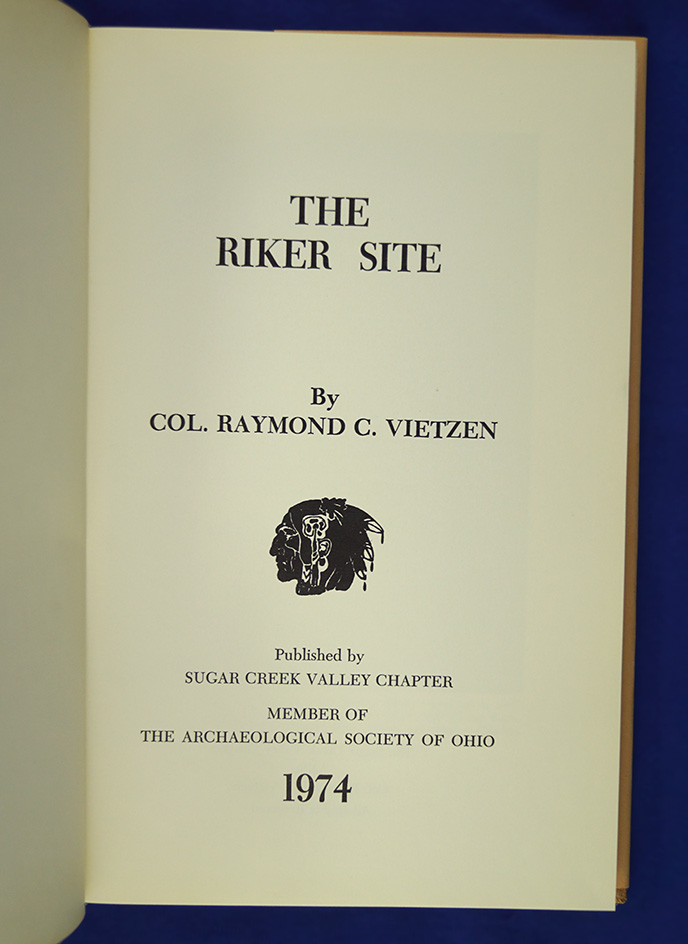 THE
RIKER SITE
By
COL. RAYMOND C. VIETZEN
Published by
SUGAR CREEK VALLEY CHAPTER
MEMBER OF
THE ARCHAEOLOGICAL SOCIETY OF OHIO
1974